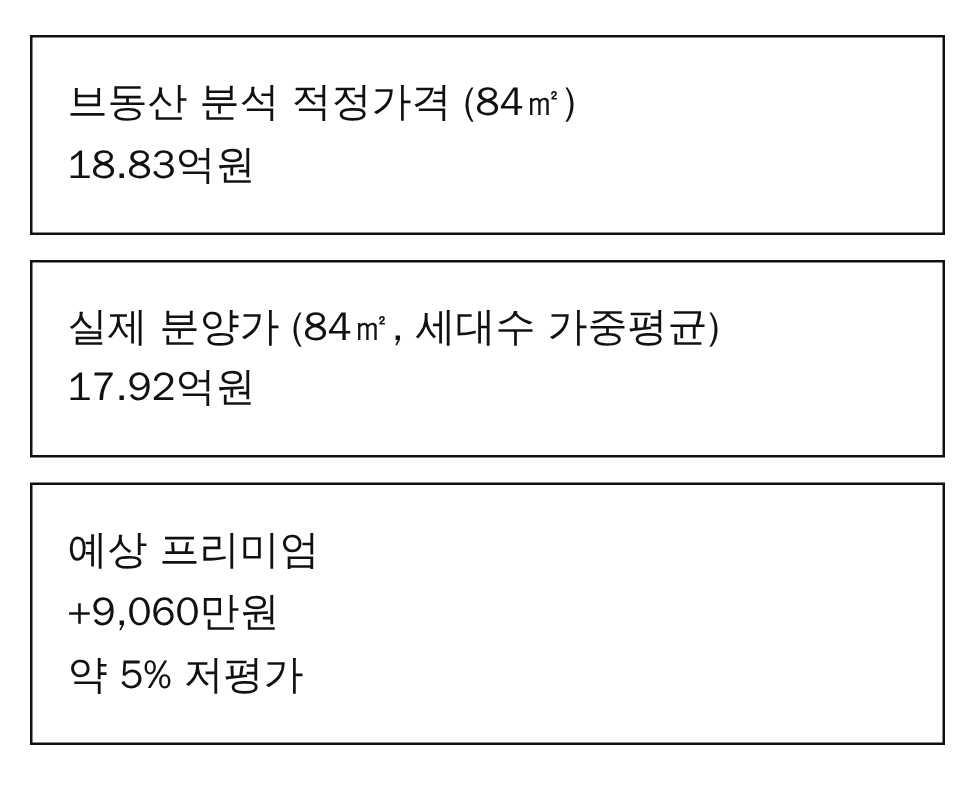 브동산 분석 적정가격 (84㎡)
18.83억원
실제 분양가 (84㎡, 세대수 가중평균)
17.92억원
예상 프리미엄
+9,060만원
약 5% 저평가